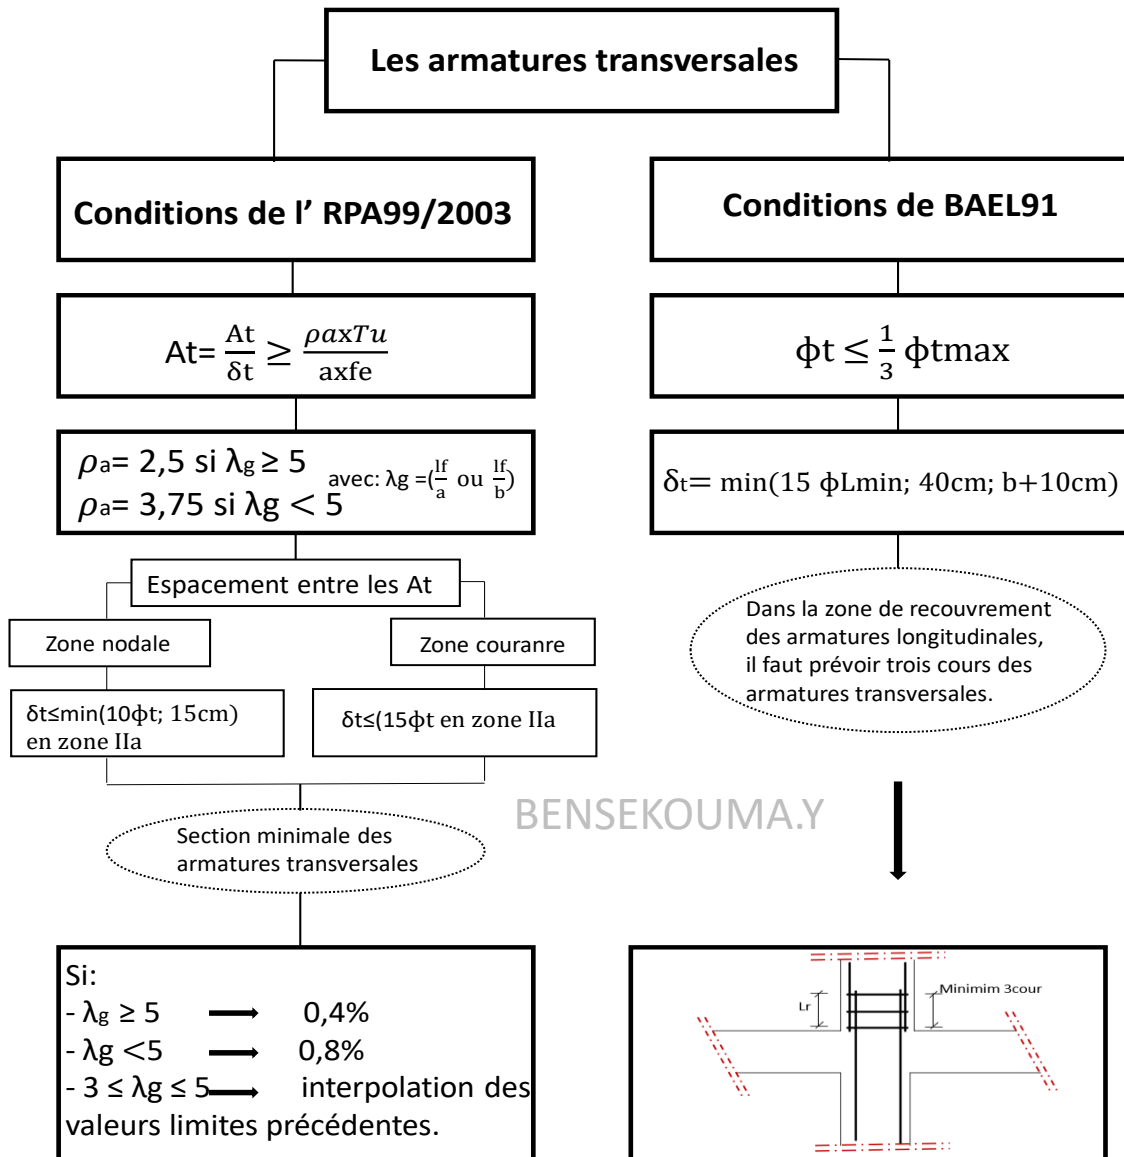 Les armatures transversales
Conditions de l’ RPA99/2003
At= At/δt ≥ ρaxTu/axfe
ρa= 2,5 si λg ≥ 5
ρa= 3,75 si λg < 5
avec: λg =(lf/a ou lf/b)
Espacement entre les At
Zone nodale
δt≤min(10ϕt; 15cm)
en zone IIa
Zone couranre
δt≤(15ϕt en zone IIa
Section minimale des
armatures transversales
Si:
- λg ≥ 5 → 0,4%
- λg <5 → 0,8%
- 3 ≤ λg ≤ 5 → interpolation des
valeurs limites précédentes.
Conditions de BAEL91
ϕt ≤ 1/3 ϕtmax
δt= min(15 ϕLmin; 40cm; b+10cm)
Dans la zone de recouvrement
des armatures longitudinales,
il faut prévoir trois cours des
armatures transversales.
BENSEKOUMA.Y
Lr
Minimim 3cour